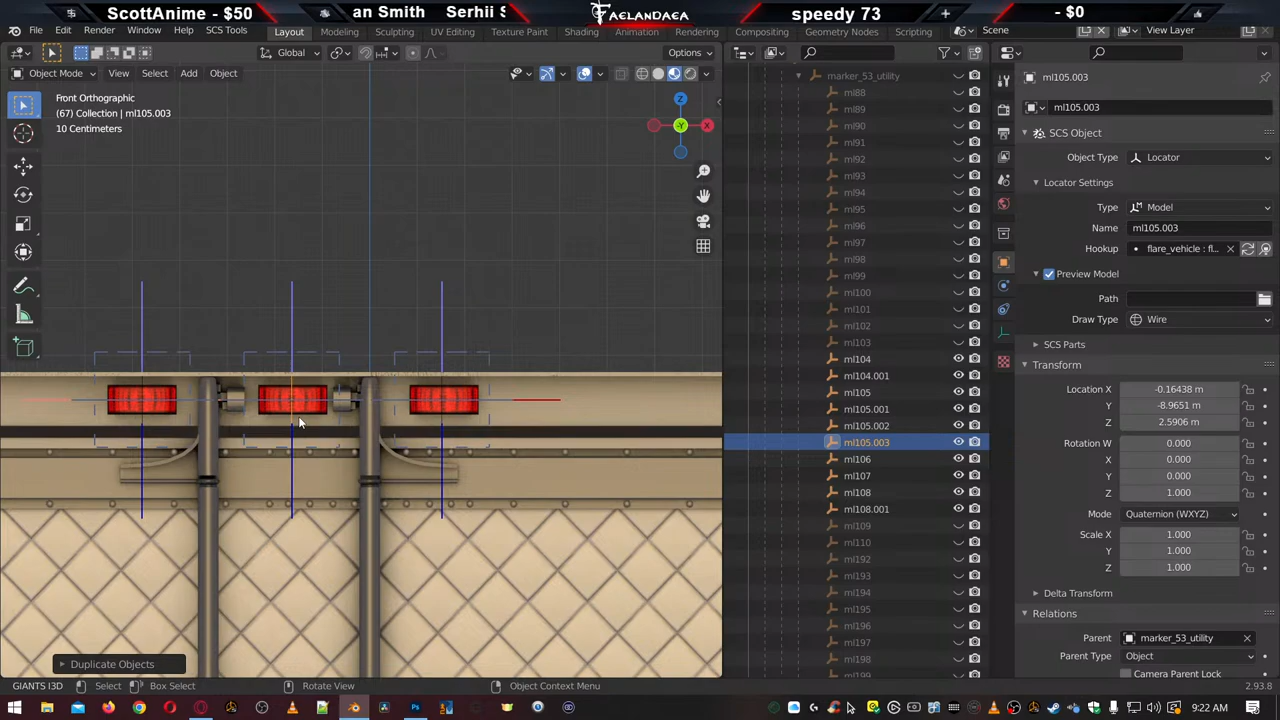 ScottAnime - $50
an Smith Serhii S
FAELANDAEA
speedy 73
- $0
File
Edit
Render
Window
Help
SCS Tools
Layout
Modeling
Sculpting
UV Editing
Texture Paint
Shading
Animation
Rendering
Compositing
Geometry Nodes
Scripting
Scene
View Layer
Global
Options
Object Mode
View
Select
Add
Object
Front Orthographic
(67) Collection | ml105.003
10 Centimeters
Z
-Y
X
Duplicate Objects
marker_53_utility
ml88
ml89
ml90
ml91
ml92
ml93
ml94
ml95
ml96
ml97
ml98
ml99
ml100
ml101
ml102
ml103
ml104
ml104.001
ml105
ml105.001
ml105.002
ml105.003
ml106
ml107
ml108
ml108.001
ml109
ml110
ml192
ml193
ml194
ml195
ml196
ml197
ml198
ml105.003
ml105.003
SCS Object
Object Type
Locator
Locator Settings
Type
Model
Name
ml105.003
Hookup
flare_vehicle : fl...
Preview Model
Path
Draw Type
Wire
SCS Parts
Transform
Location X
-0.16438 m
Y
-8.9651 m
Z
2.5906 m
Rotation W
0.000
X
0.000
Y
0.000
Z
1.000
Mode
Quaternion (WXYZ)
Scale X
1.000
Y
1.000
Z
1.000
Delta Transform
Relations
Parent
marker_53_utility
Parent Type
Object
Camera Parent Lock
GIANTS I3D
Select
Box Select
Rotate View
Object Context Menu
2.93.8
9:22 AM